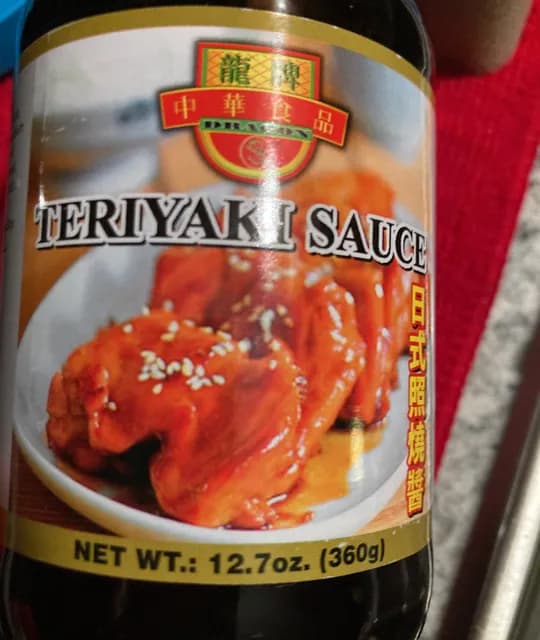 龍牌
中華食品
DRAGON
TERIYAKI SAUCE
日式照燒醬
NET WT.: 12.7oz. (360g)